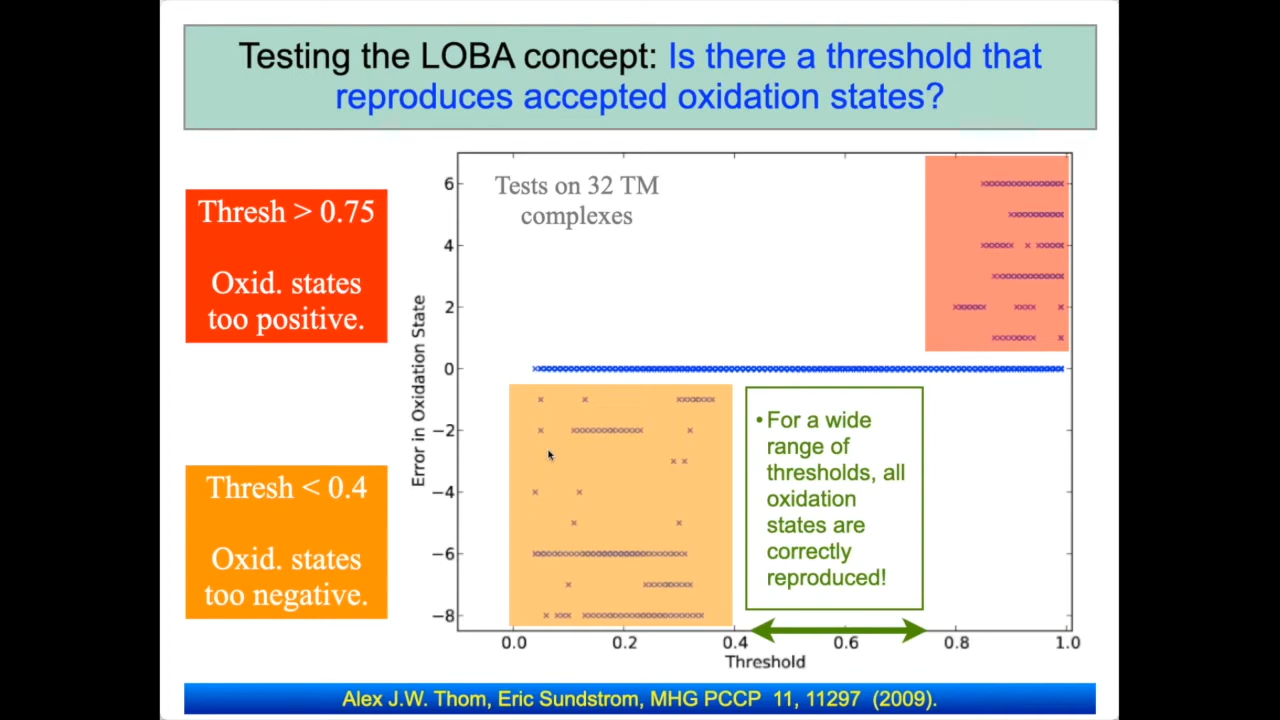 Testing the LOBA concept: Is there a threshold that
reproduces accepted oxidation states?
Thresh > 0.75
Oxid. states
too positive.
Thresh < 0.4
Oxid. states
too negative.
Tests on 32 TM
complexes
Error in Oxidation State
6
4
2
0
−2
−4
−6
−8
•For a wide
range of
thresholds, all
oxidation
states are
correctly
reproduced!
0.0 0.2 0.4 0.6 0.8 1.0
Threshold
Alex J.W. Thom, Eric Sundstrom, MHG PCCP 11, 11297 (2009).